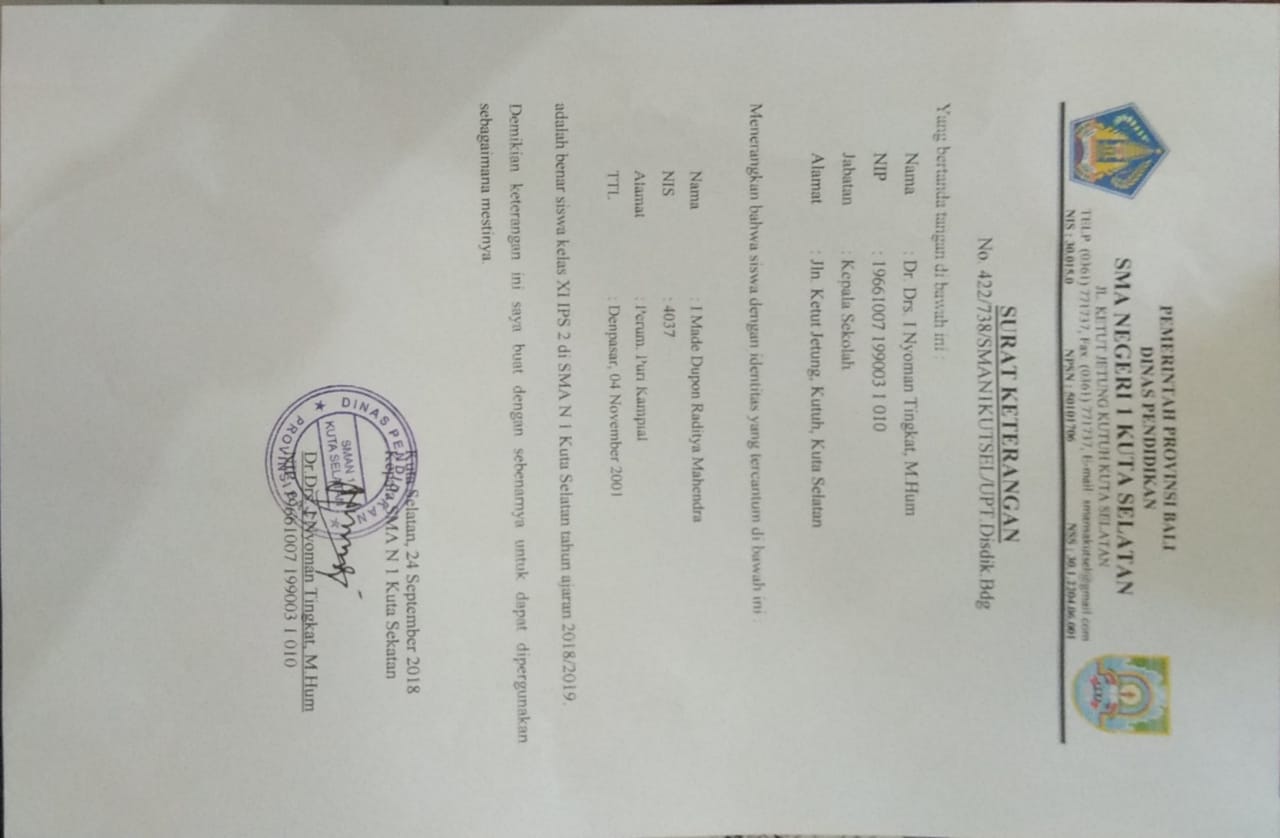 PEMERINTAH PROVINSI BALI
DINAS PENDIDIKAN
SMA NEGERI 1 KUTA SELATAN
JL. KETUT JETUNG KUTUH KUTA SELATAN
TELP. (0361) 771737, Fax. (0361) 771737, E-mail smansakutsel@gmail.com
NIS : 30.015.0 NPSN : 50101706 NSS : 30.1.2204.06.001
SURAT KETERANGAN
No. 422/738/SMAN1KUTSEL/UPT.Disdik.Bdg
Yang bertanda tangan di bawah ini :
Nama : Dr. Drs. I Nyoman Tingkat, M.Hum
NIP : 19661007 199003 1 010
Jabatan : Kepala Sekolah
Alamat : Jln. Ketut Jetung, Kutuh, Kuta Selatan
Menerangkan bahwa siswa dengan identitas yang tercantum di bawah ini :
Nama : I Made Dupon Raditya Mahendra
NIS : 4037
Alamat : Perum. Puri Kampial
TTL : Denpasar, 04 November 2001
adalah benar siswa kelas XI IPS 2 di SMA N 1 Kuta Selatan tahun ajaran 2018/2019.
Demikian keterangan ini saya buat dengan sebenarnya untuk dapat dipergunakan
sebagaimana mestinya.
Kuta Selatan, 24 September 2018
Kepala SMA N 1 Kuta Sekatan
DINAS PENDIDIKAN
SMAN 1
KUTA SELATAN
PROVINSI BALI
Dr. Drs. I Nyoman Tingkat, M.Hum
NIP. 19661007 199003 1 010